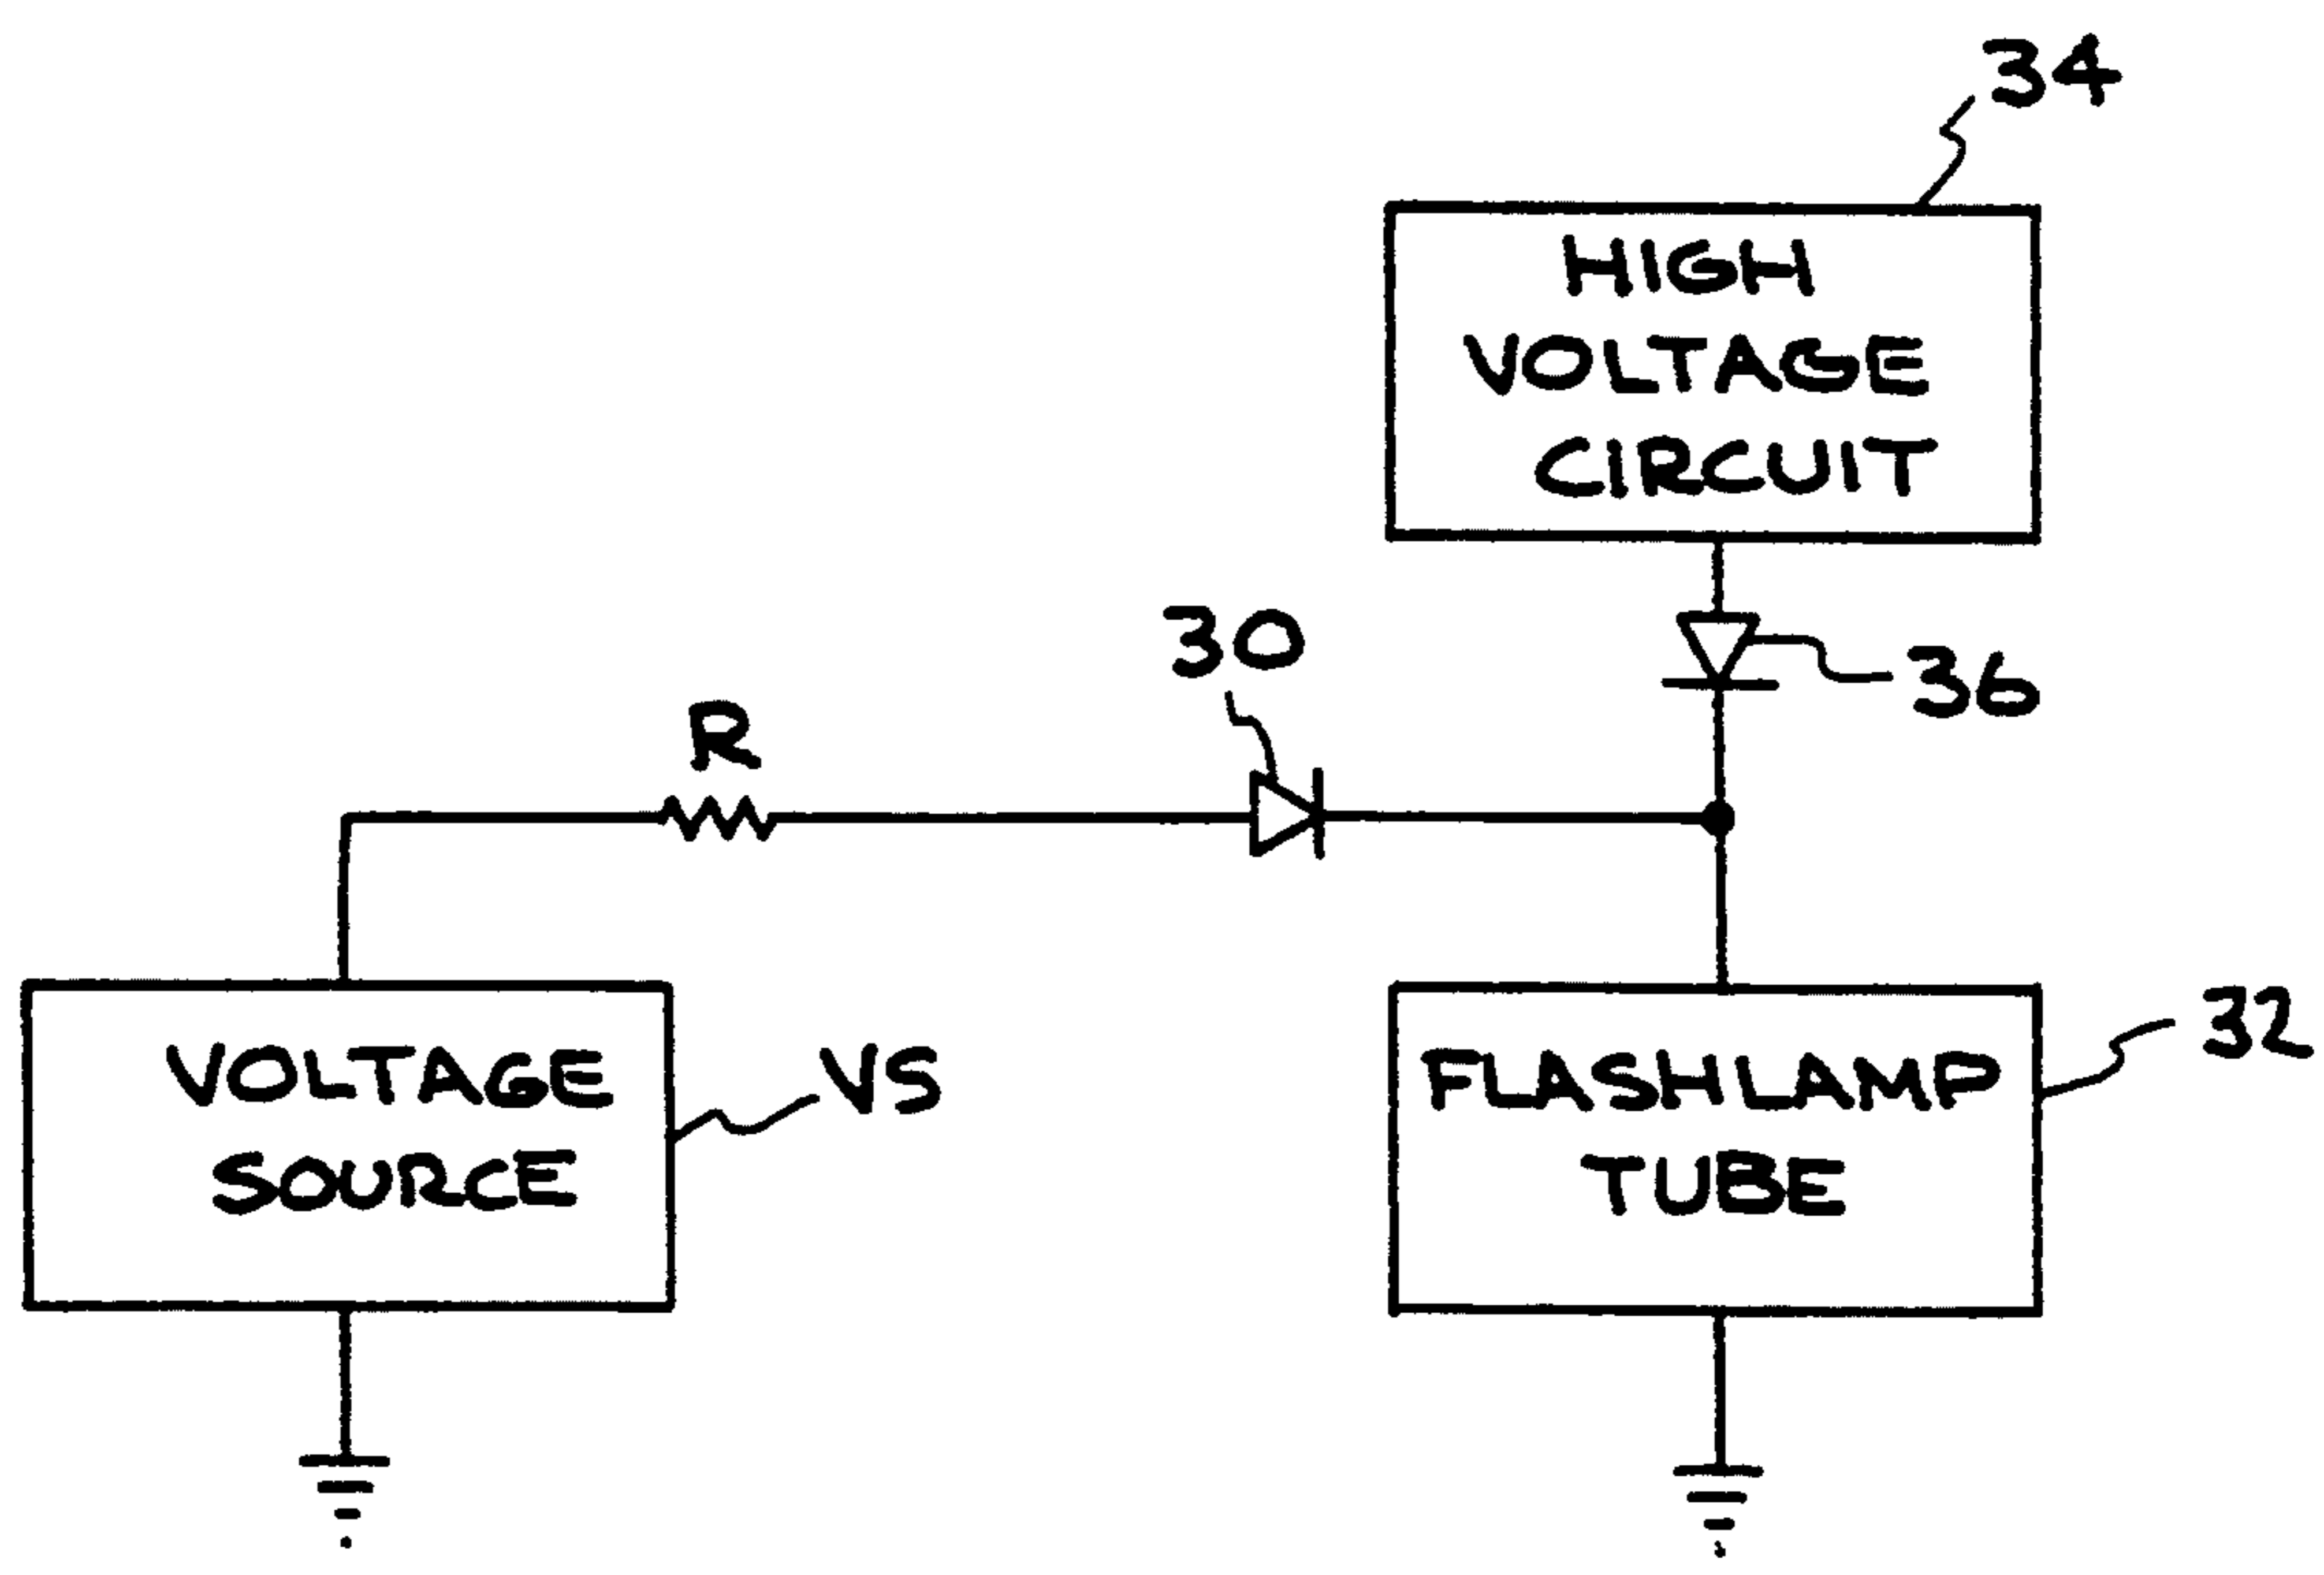 34
HIGH
VOLTAGE
CIRCUIT
30
36
R
VOLTAGE
SOURCE
VS
FLASHLAMP
TUBE
32